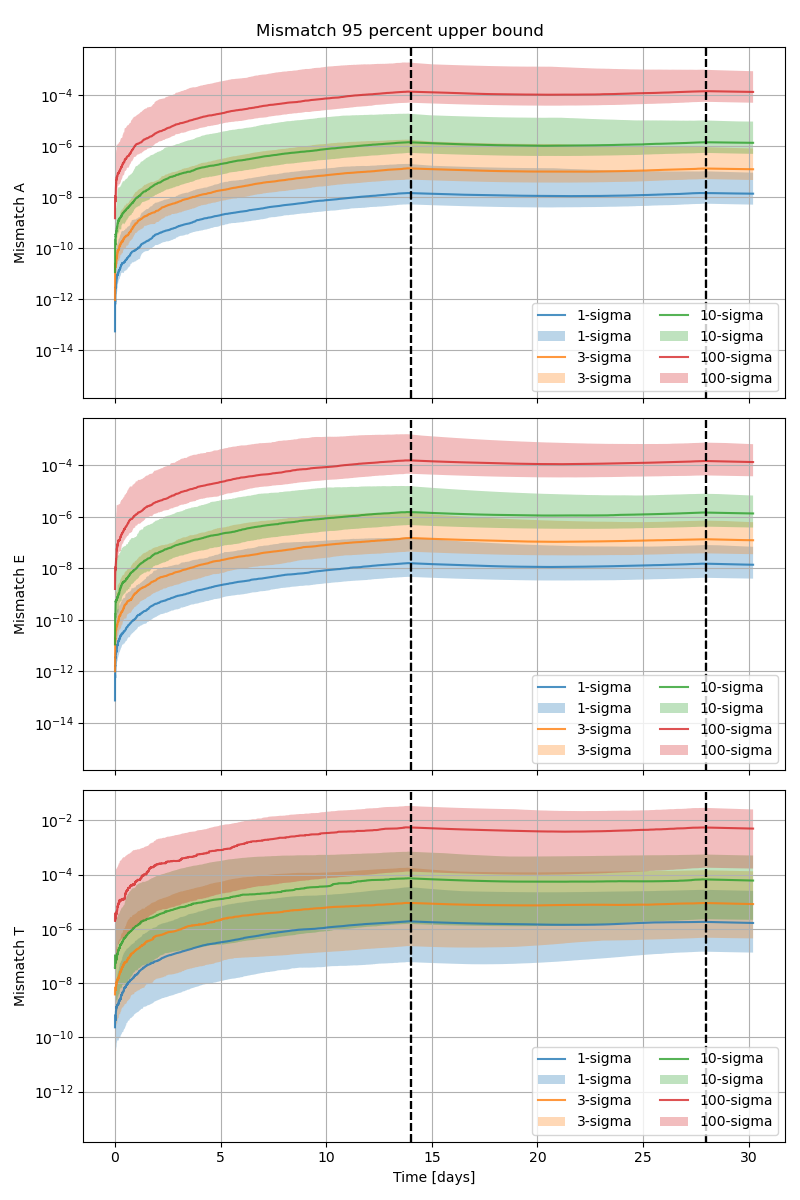 Mismatch 95 percent upper bound
Mismatch A
10⁻⁴
10⁻⁶
10⁻⁸
10⁻¹⁰
10⁻¹²
10⁻¹⁴
1-sigma 10-sigma
1-sigma 10-sigma
3-sigma 100-sigma
3-sigma 100-sigma
Mismatch E
10⁻⁴
10⁻⁶
10⁻⁸
10⁻¹⁰
10⁻¹²
10⁻¹⁴
1-sigma 10-sigma
1-sigma 10-sigma
3-sigma 100-sigma
3-sigma 100-sigma
Mismatch T
10⁻²
10⁻⁴
10⁻⁶
10⁻⁸
10⁻¹⁰
10⁻¹²
1-sigma 10-sigma
1-sigma 10-sigma
3-sigma 100-sigma
3-sigma 100-sigma
0 5 10 15 20 25 30
Time [days]